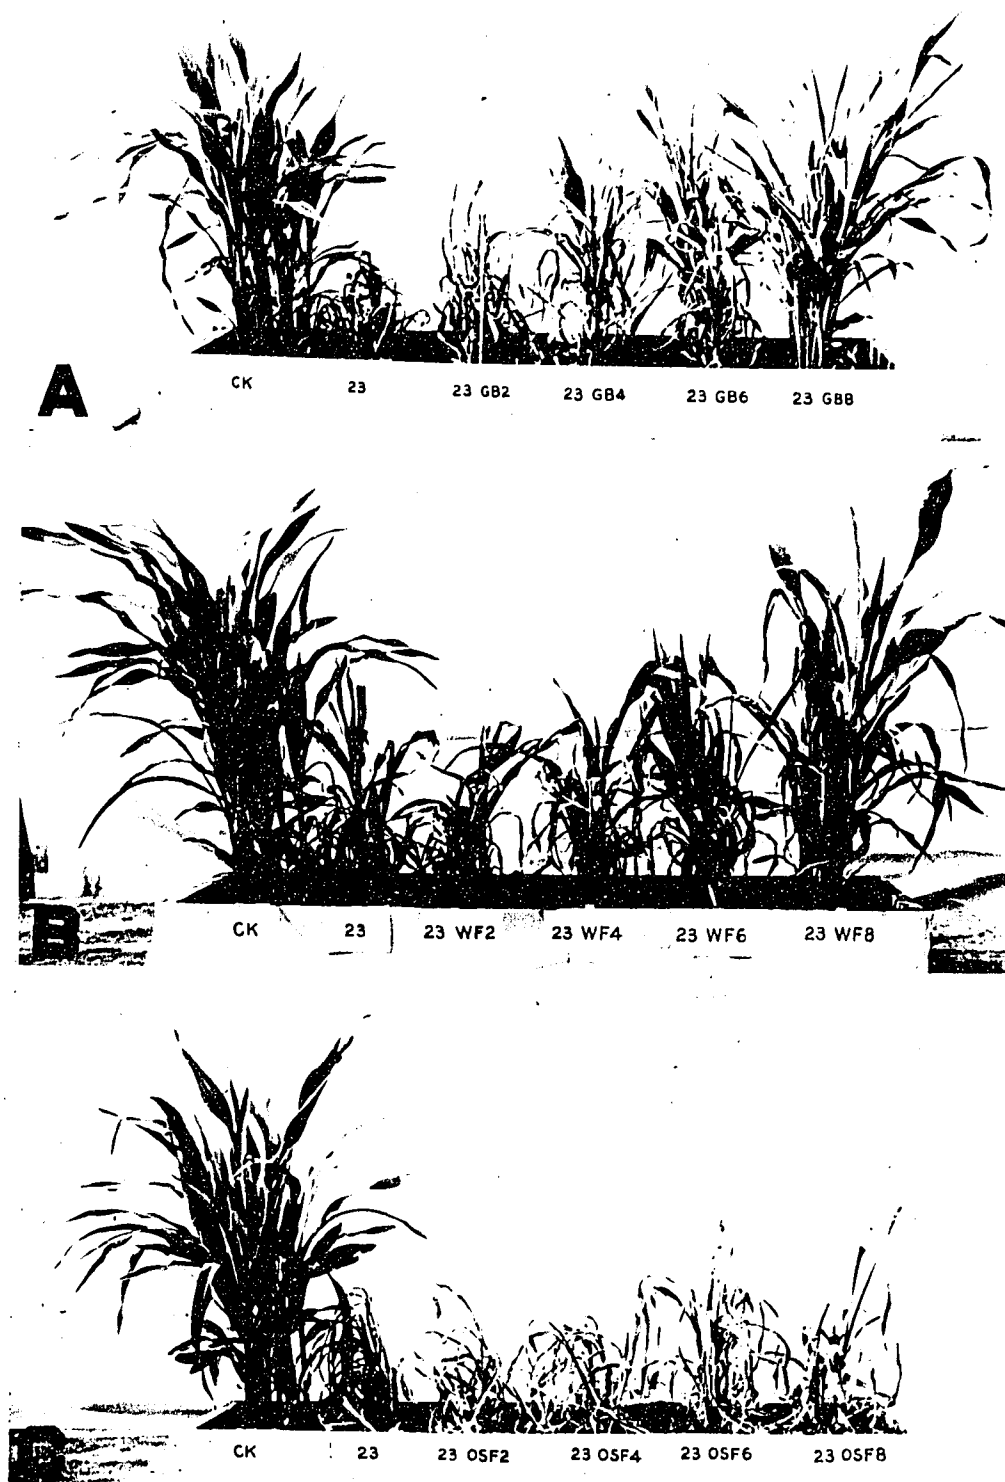 A
CK 23 23 GB2 23 GB4 23 GB6 23 GB8
B
CK 23 23 WF2 23 WF4 23 WF6 23 WF8
CK 23 23 OSF2 23 OSF4 23 OSF6 23 OSF8